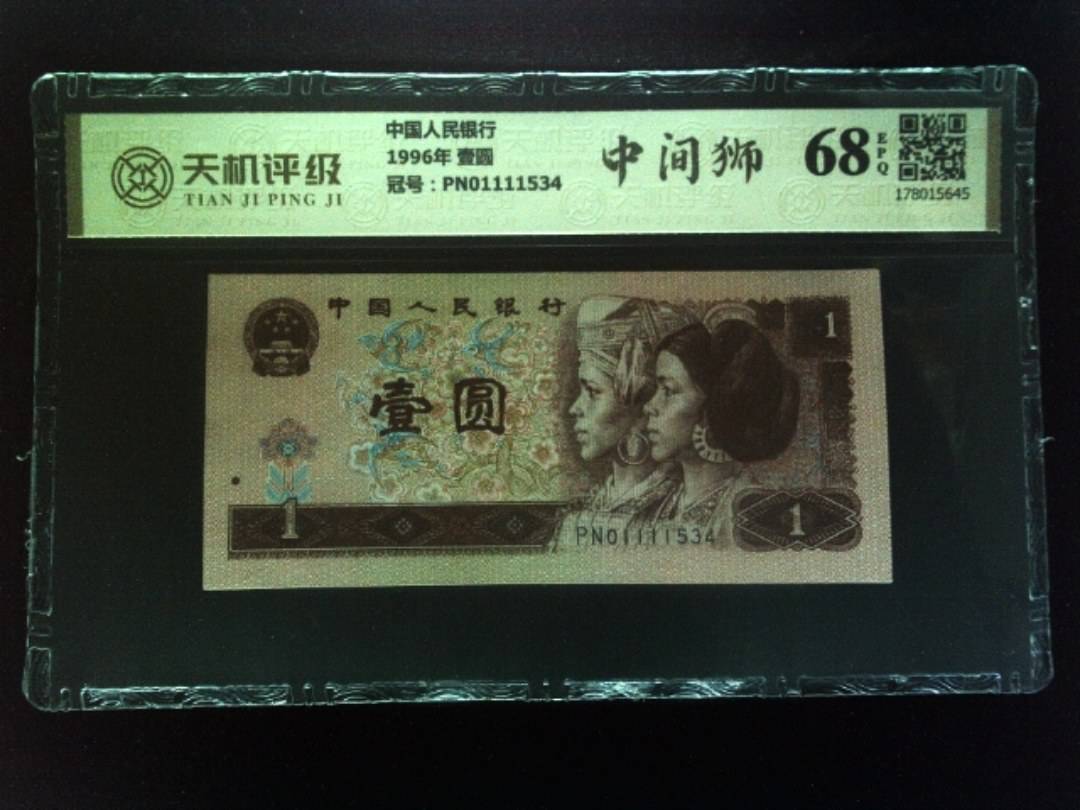 天机评级
TIAN JI PING JI
中国人民银行
1996年 壹圆
冠号：PN01111534
中间狮
68
EPQ
178015645
中国人民银行
壹圆
1
1
1
PN01111534